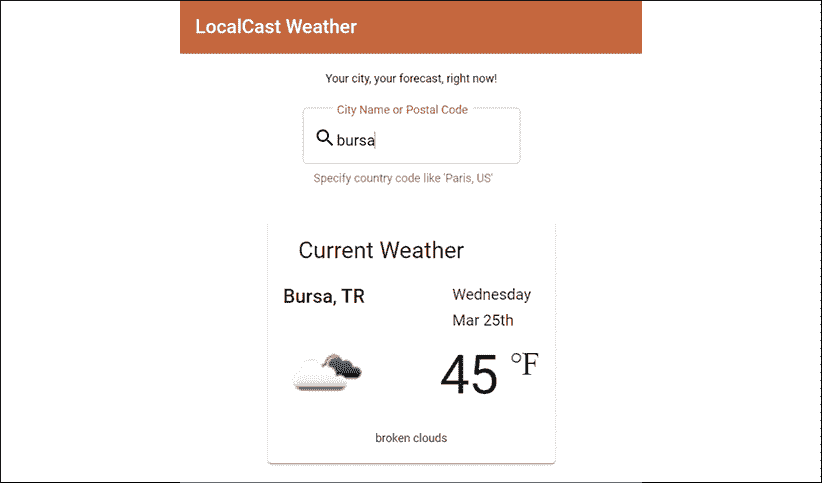 LocalCast Weather
Your city, your forecast, right now!
City Name or Postal Code
bursa
Specify country code like 'Paris, US'
Current Weather
Bursa, TR
Wednesday
Mar 25th
45 °F
broken clouds